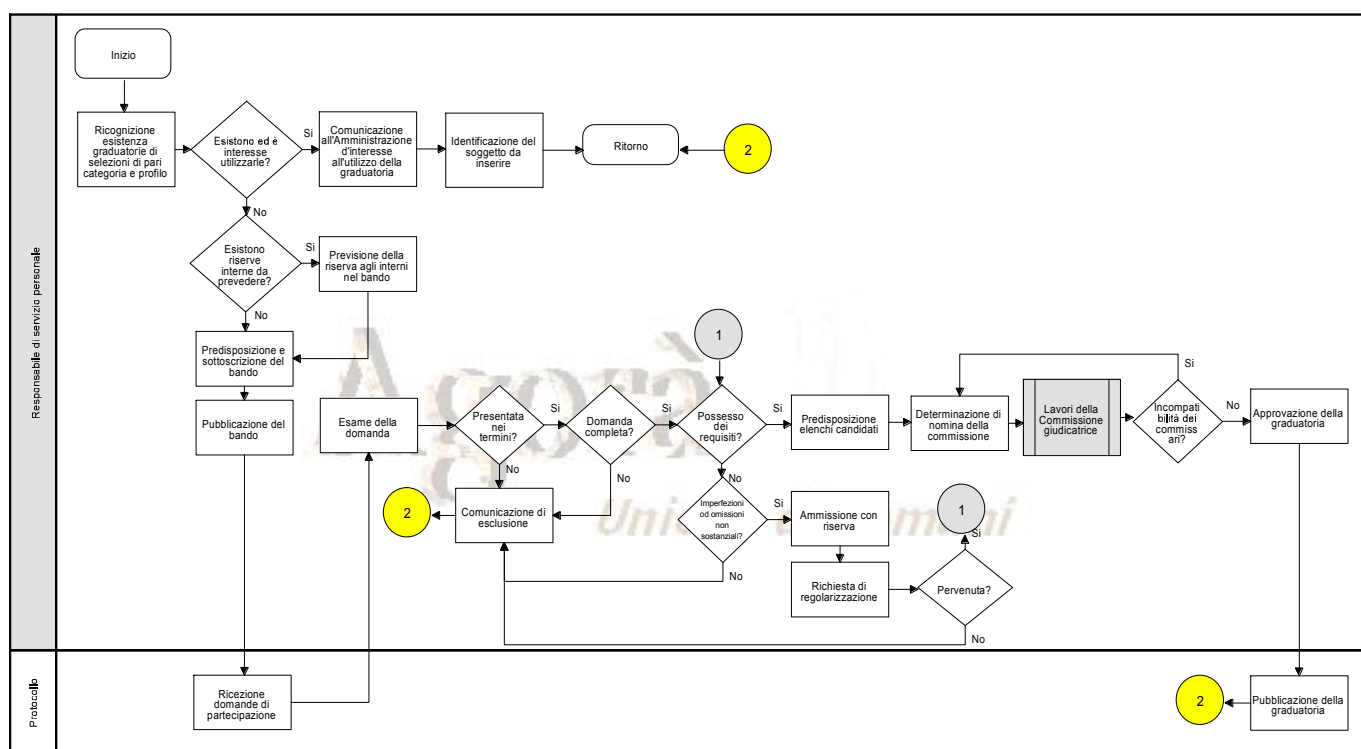 Responsabile di servizio personale
Inizio
Ricognizione
esistenza
graduatorie di
selezioni di pari
categoria e profilo
Esistono ed è
interesse
utilizzarle?
Si
Comunicazione
all'Amministrazione
d'interesse
all'utilizzo della
graduatoria
Identificazione del
soggetto da
inserire
Ritorno
2
No
Esistono
riserve
interne da
prevedere?
Si
Previsione della
riserva agli interni
nel bando
No
Predisposizione e
sottoscrizione del
bando
Pubblicazione del
bando
Esame della
domanda
Presentata
nei
termini?
Si
Domanda
completa?
Si
1
Possesso
dei
requisiti?
Si
Predisposizione
elenchi candidati
Determinazione di
nomina della
commissione
Lavori della
Commissione
giudicatrice
Si
Incompati
bilità dei
commiss
ari?
No
Approvazione della
graduatoria
No
No
No
2
Comunicazione di
esclusione
Imperfezioni
od omissioni
non
sostanziali?
Si
Ammissione con
riserva
1
Si
No
Richiesta di
regolarizzazione
Pervenuta?
No
Agorà
Protocollo
Ricezione
domande di
partecipazione
2
Pubblicazione della
graduatoria